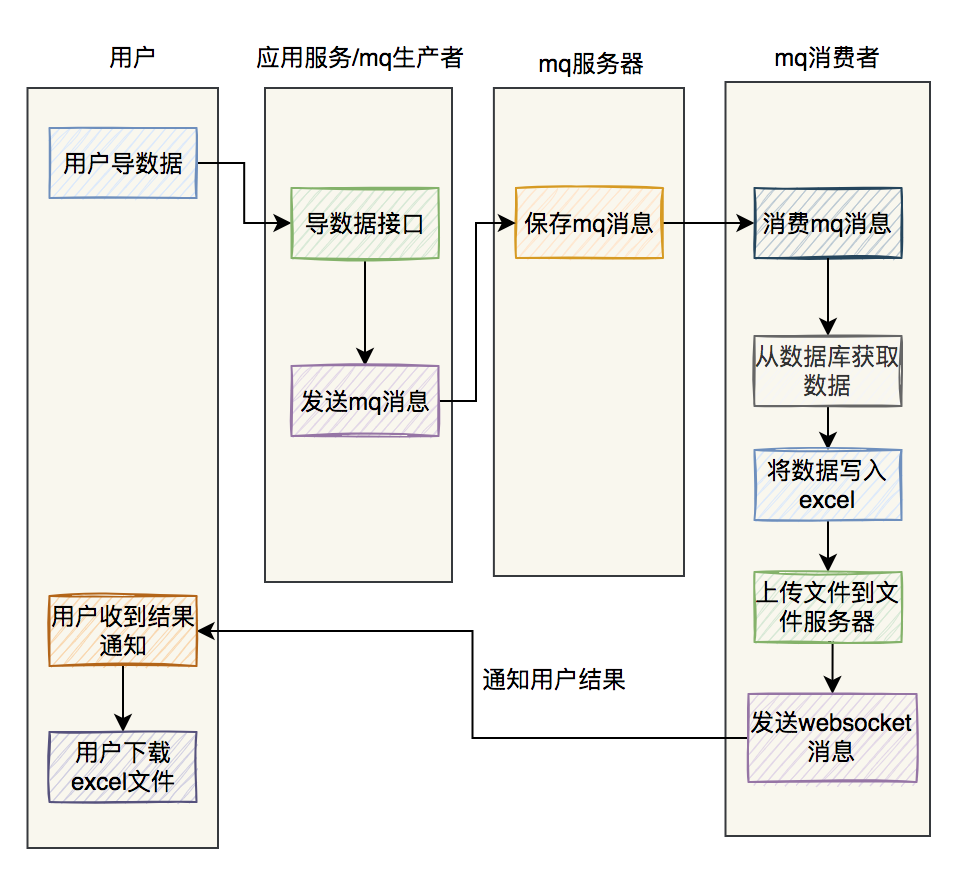 用户
应用服务/mq生产者
mq服务器
mq消费者
用户导数据
导数据接口
发送mq消息
保存mq消息
消费mq消息
从数据库获取
数据
将数据写入
excel
上传文件到文
件服务器
发送websocket
消息
通知用户结果
用户收到结果
通知
用户下载
excel文件